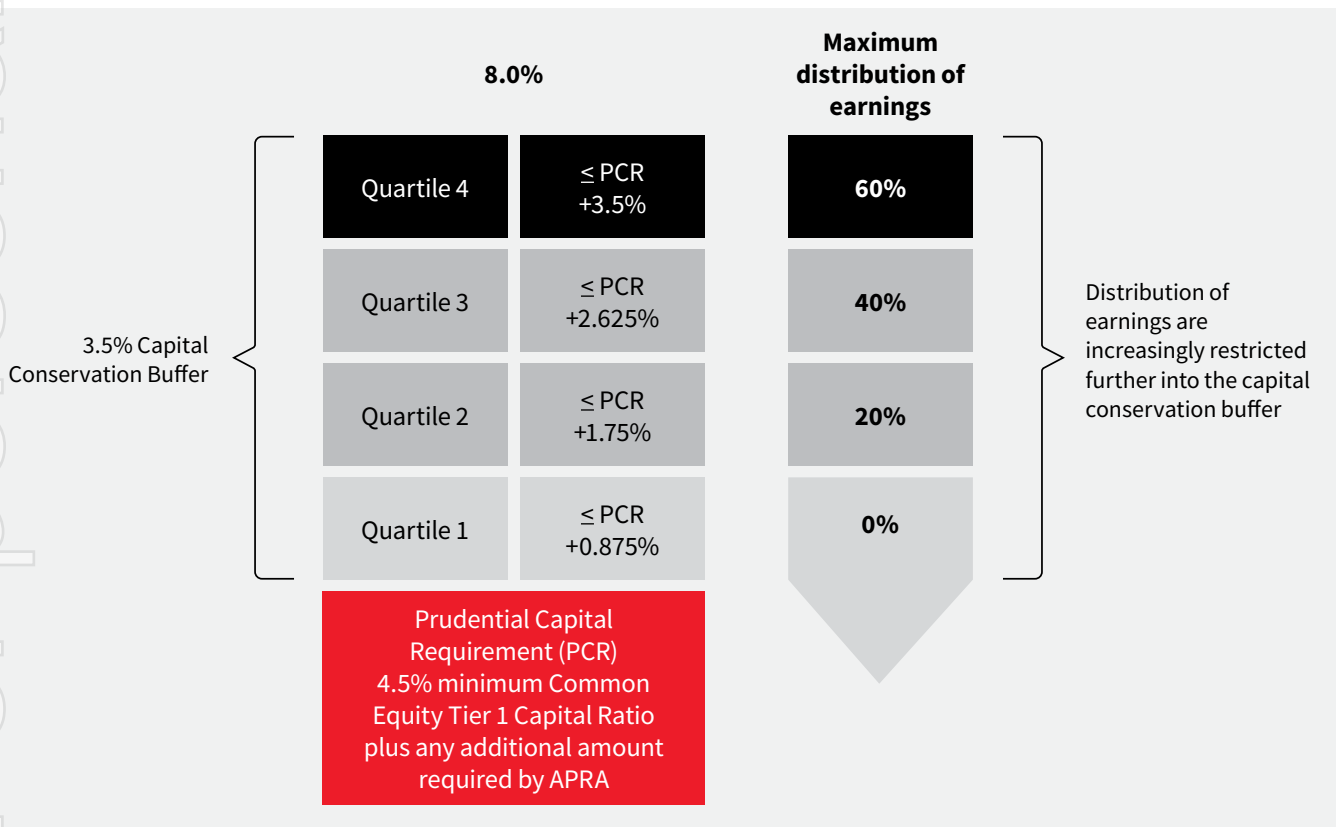 8.0%
Maximum
distribution of
earnings
Quartile 4
≤ PCR
+3.5%
60%
Quartile 3
≤ PCR
+2.625%
40%
3.5% Capital
Conservation Buffer
Distribution of
earnings are
increasingly restricted
further into the capital
conservation buffer
Quartile 2
≤ PCR
+1.75%
20%
Quartile 1
≤ PCR
+0.875%
0%
Prudential Capital
Requirement (PCR)
4.5% minimum Common
Equity Tier 1 Capital Ratio
plus any additional amount
required by APRA